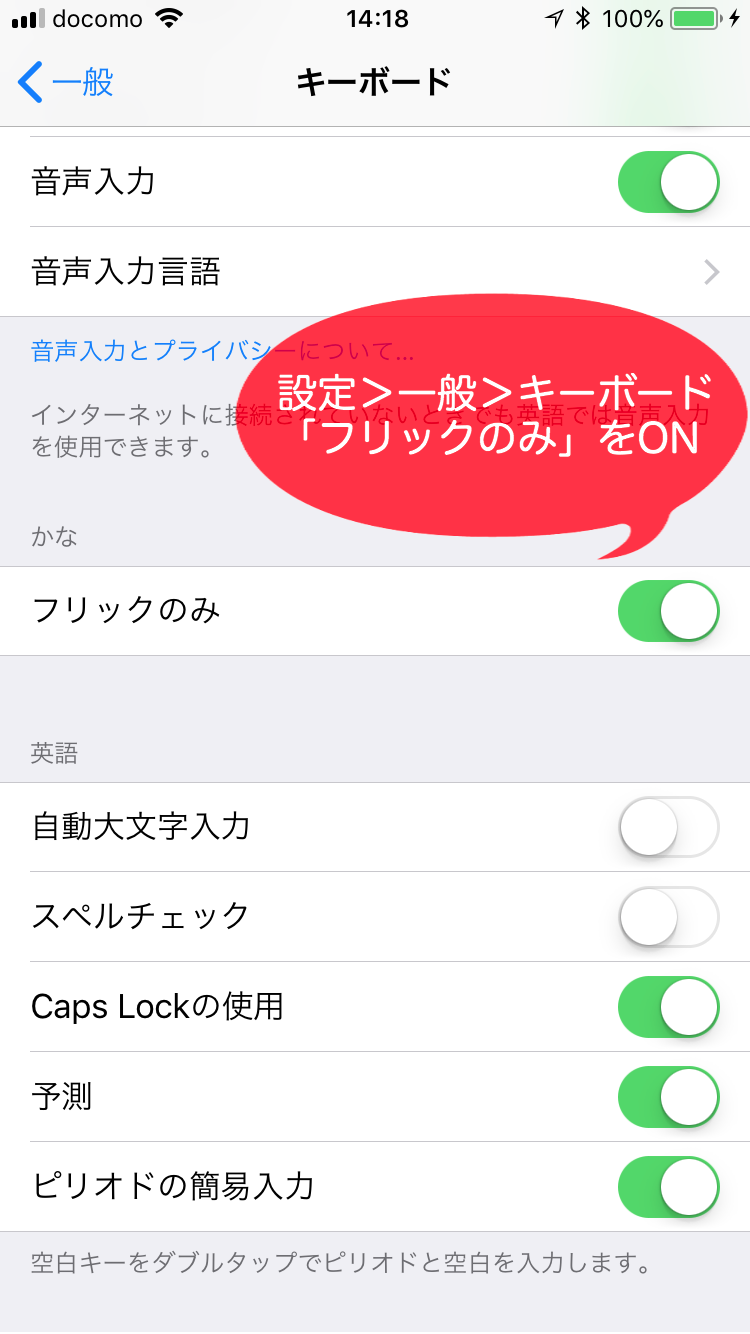 docomo 14:18 100%
一般 キーボード
音声入力
音声入力言語
音声入力とプライバシーについて...
設定＞一般＞キーボード
「フリックのみ」をON
インターネットに接続されていないときでも英語では音声入力
を使用できます。
かな
フリックのみ
英語
自動大文字入力
スペルチェック
Caps Lockの使用
予測
ピリオドの簡易入力
空白キーをダブルタップでピリオドと空白を入力します。